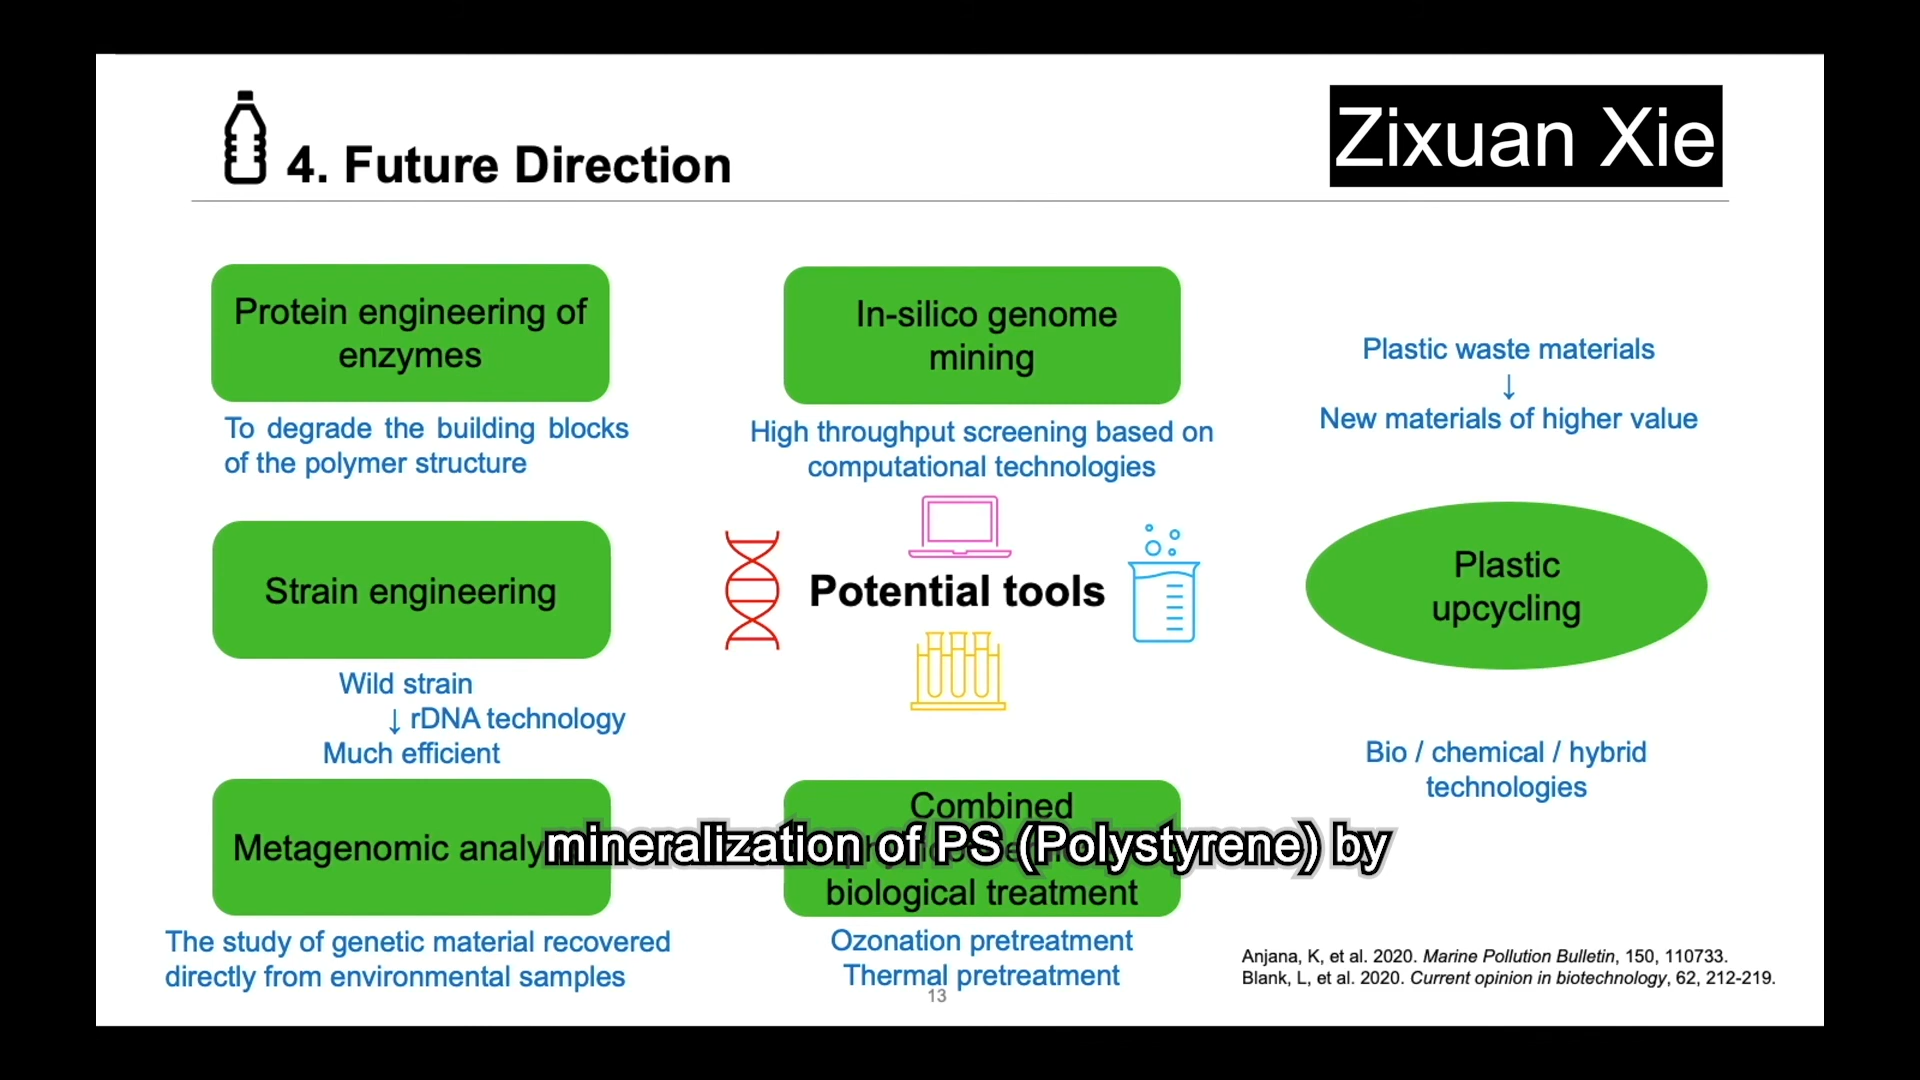 4. Future Direction
Zixuan Xie
Protein engineering of
enzymes
To degrade the building blocks
of the polymer structure
In-silico genome
mining
High throughput screening based on
computational technologies
Plastic waste materials
↓
New materials of higher value
Strain engineering
Wild strain
↓ rDNA technology
Much efficient
Potential tools
Plastic
upcycling
Bio / chemical / hybrid
technologies
Metagenomic analy
The study of genetic material recovered
directly from environmental samples
Combined
biological treatment
Ozonation pretreatment
Thermal pretreatment
mineralization of PS (Polystyrene) by
Anjana, K, et al. 2020. Marine Pollution Bulletin, 150, 110733.
Blank, L, et al. 2020. Current opinion in biotechnology, 62, 212-219.
13